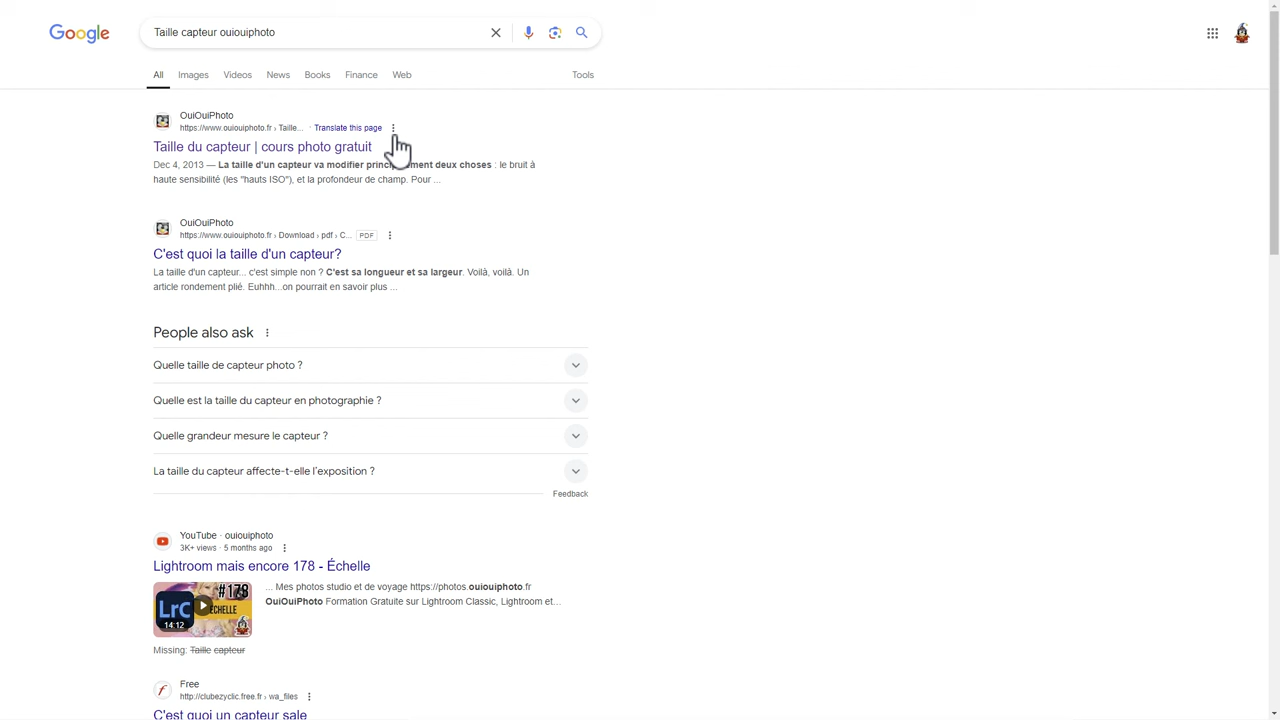 Google
Taille capteur ouiouiphoto
All Images Videos News Books Finance Web Tools
OuiOuiPhoto
https://www.ouiouiphoto.fr › Taille... · Translate this page
Taille du capteur | cours photo gratuit
Dec 4, 2013 — La taille d'un capteur va modifier deux choses : le bruit à
haute sensibilité (les "hauts ISO"), et la profondeur de champ. Pour ...
OuiOuiPhoto
https://www.ouiouiphoto.fr › Download › pdf › C... PDF
C'est quoi la taille d'un capteur?
La taille d'un capteur... c'est simple non ? C'est sa longueur et sa largeur. Voilà, voilà. Un
article rondement plié. Euhhh...on pourrait en savoir plus ...
People also ask
Quelle taille de capteur photo ?
Quelle est la taille du capteur en photographie ?
Quelle grandeur mesure le capteur ?
La taille du capteur affecte-t-elle l'exposition ?
Feedback
YouTube · ouiouiphoto
3K+ views · 5 months ago
Lightroom mais encore 178 - Échelle
... Mes photos studio et de voyage https://photos.ouiouiphoto.fr
OuiOuiPhoto Formation Gratuite sur Lightroom Classic, Lightroom et...
#178
LrC
ÉCHELLE
14:12
Missing: Taille capteur
Free
http://clubezyclic.free.fr › wa_files
C'est quoi un capteur sale